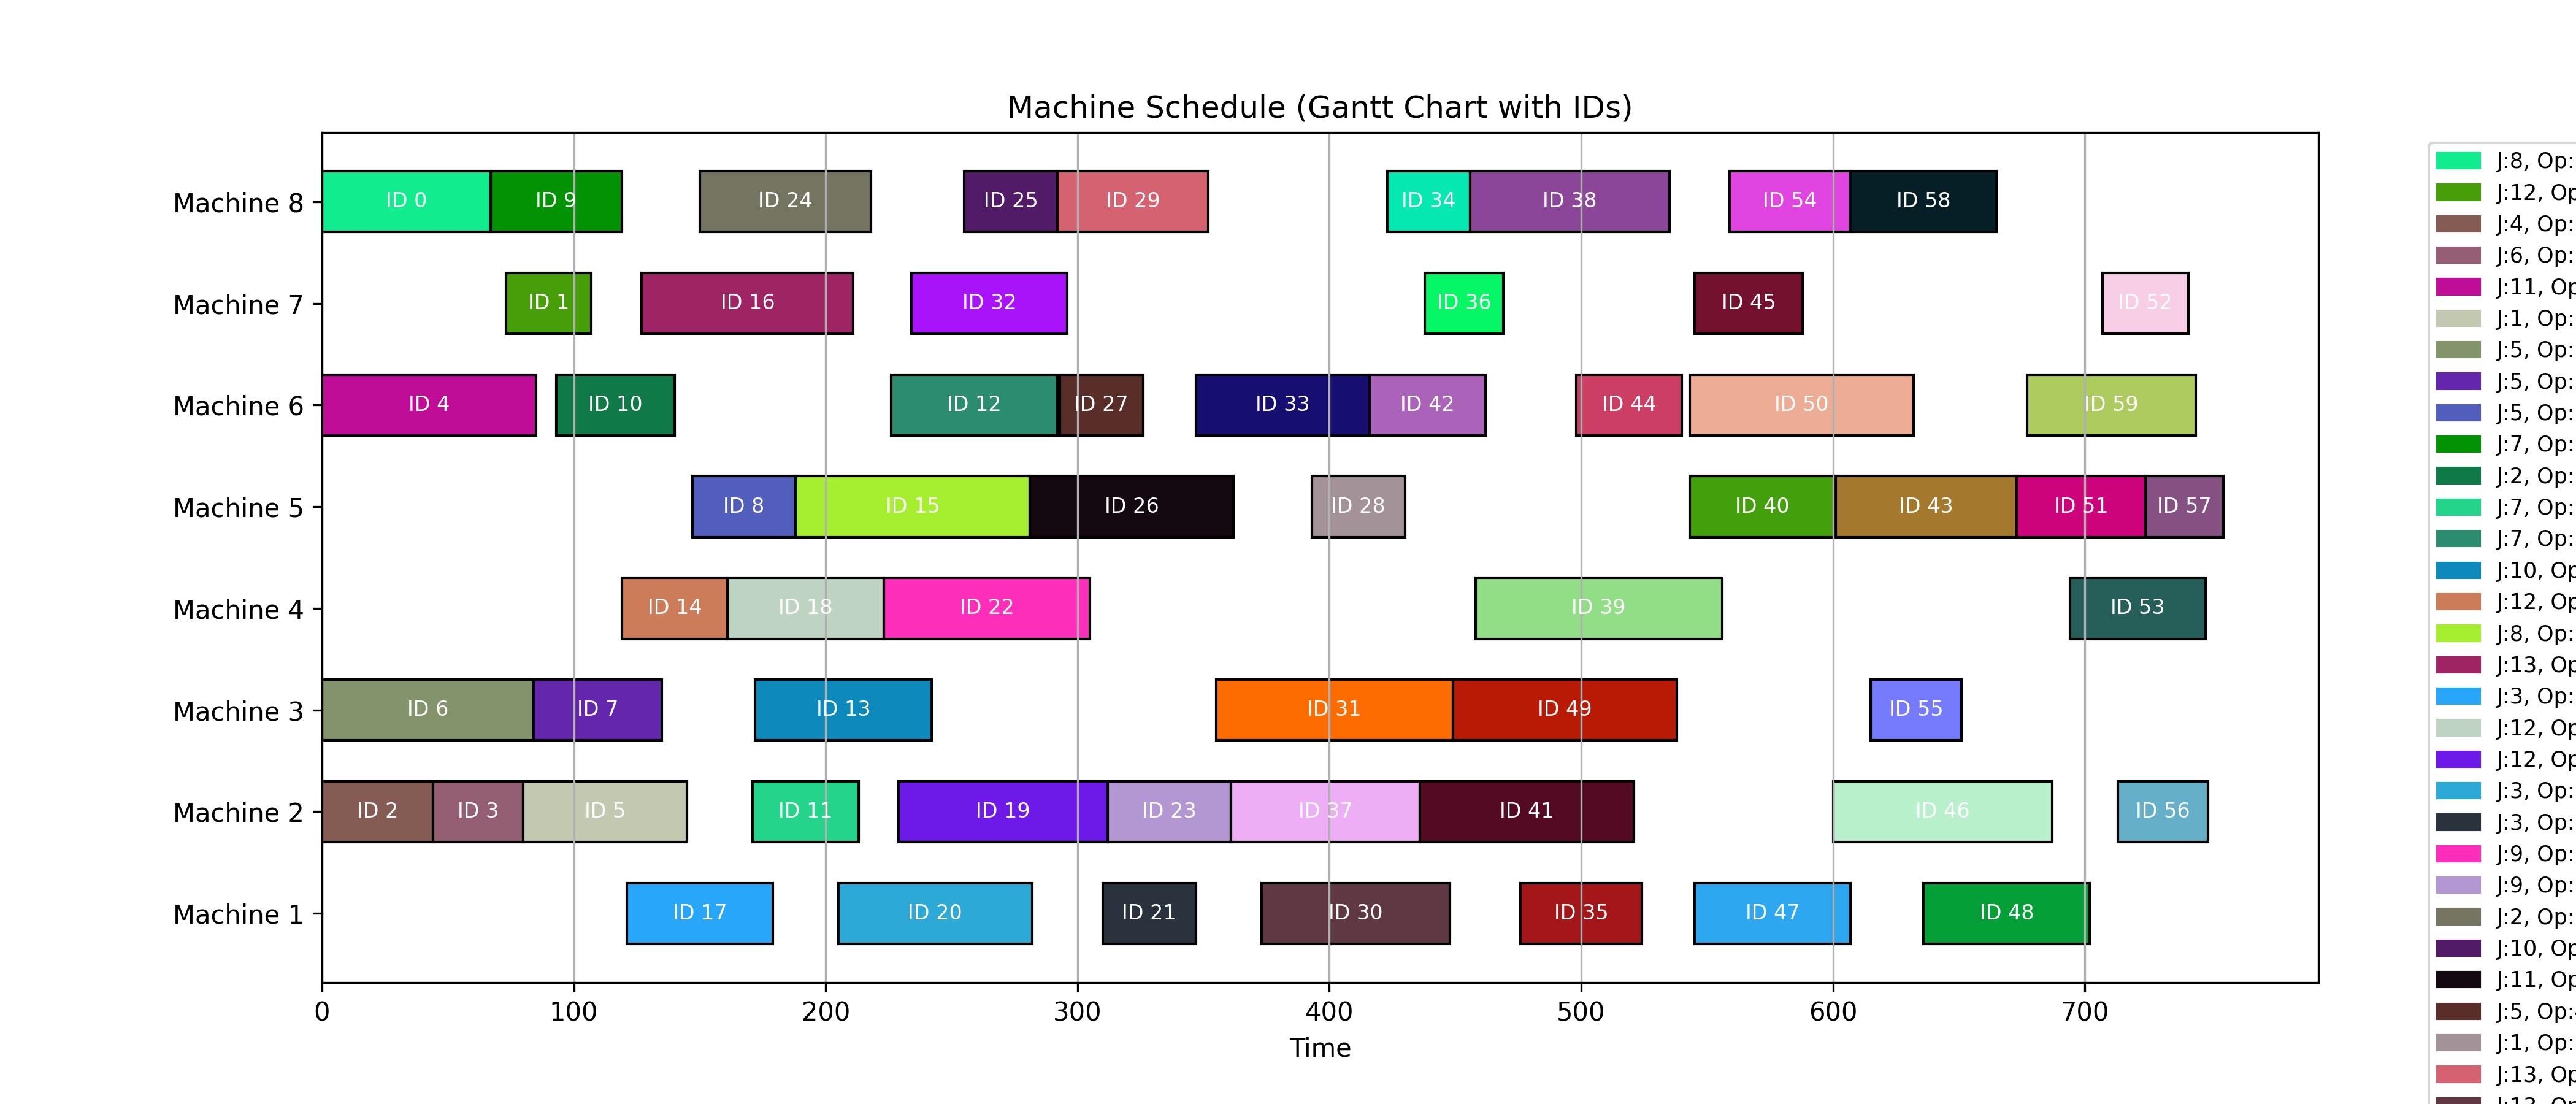 Machine Schedule (Gantt Chart with IDs)
Machine 8
ID 0
ID 9
ID 24
ID 25
ID 29
ID 34
ID 38
ID 54
ID 58
Machine 7
ID 1
ID 16
ID 32
ID 36
ID 45
ID 52
Machine 6
ID 4
ID 10
ID 12
ID 27
ID 33
ID 42
ID 44
ID 50
ID 59
Machine 5
ID 8
ID 15
ID 26
ID 28
ID 40
ID 43
ID 51
ID 57
Machine 4
ID 14
ID 18
ID 22
ID 39
ID 53
Machine 3
ID 6
ID 7
ID 13
ID 31
ID 49
ID 55
Machine 2
ID 2
ID 3
ID 5
ID 11
ID 19
ID 23
ID 37
ID 41
ID 46
ID 56
Machine 1
ID 17
ID 20
ID 21
ID 30
ID 35
ID 47
ID 48
0 100 200 300 400 500 600 700
Time
J:8, Op:
J:12, Op
J:4, Op:
J:6, Op:
J:11, Op
J:1, Op:
J:5, Op:
J:5, Op:
J:5, Op:
J:7, Op:
J:2, Op:
J:7, Op:
J:7, Op:
J:10, Op
J:12, Op
J:8, Op:
J:13, Op
J:3, Op:
J:12, Op
J:12, Op
J:3, Op:
J:3, Op:
J:9, Op:
J:9, Op:
J:2, Op:
J:10, Op
J:11, Op
J:5, Op:
J:1, Op:
J:13, Op